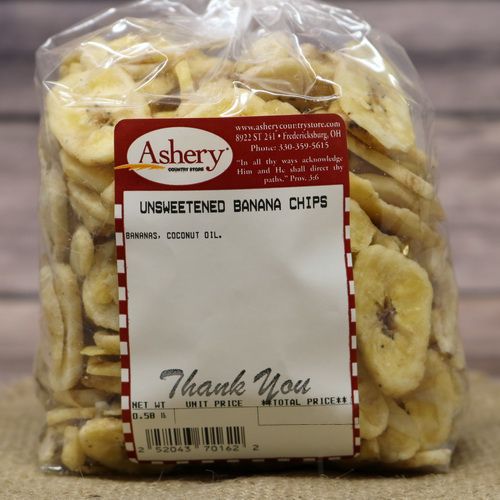 Ashery
COUNTRY STORE
www.asherycountrystore.com
8922 ST 241 • Fredericksburg, OH
Phone: 330-359-5615
"In all thy ways acknowledge
Him and He shall direct thy
paths." Prov. 3:6
UNSWEETENED BANANA CHIPS
BANANAS, COCONUT OIL.
Thank You
NET WT UNIT PRICE **TOTAL PRICE**
0.58 lb
2 52043 70162 2